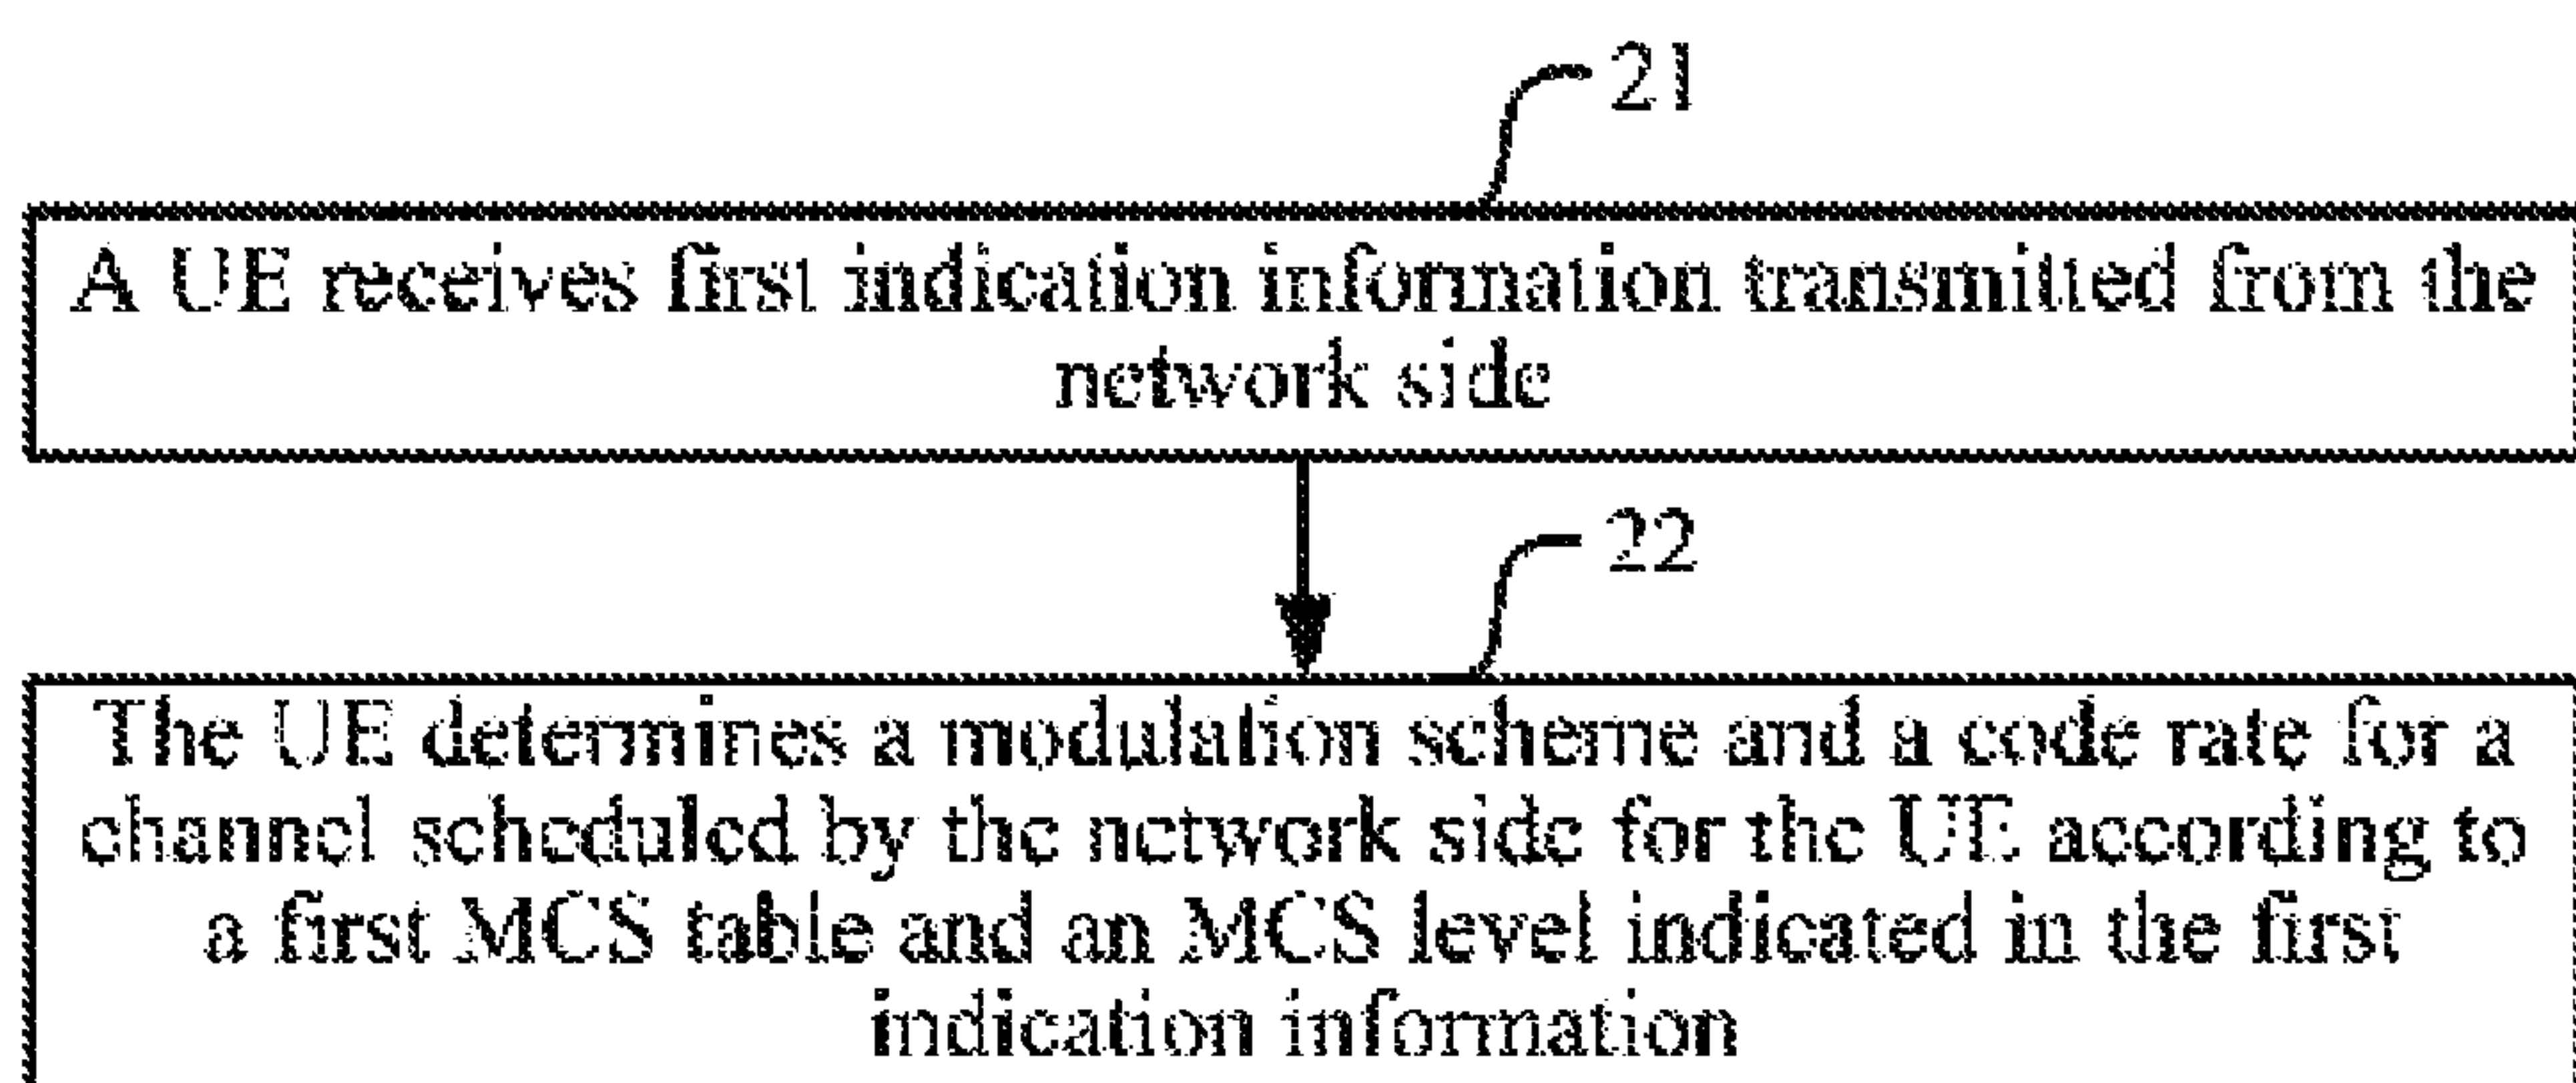 21
A UE receives first indication information transmitted from the
network side
22
The UE determines a modulation scheme and a code rate for a
channel scheduled by the network side for the UE according to
a first MCS table and an MCS level indicated in the first
indication information